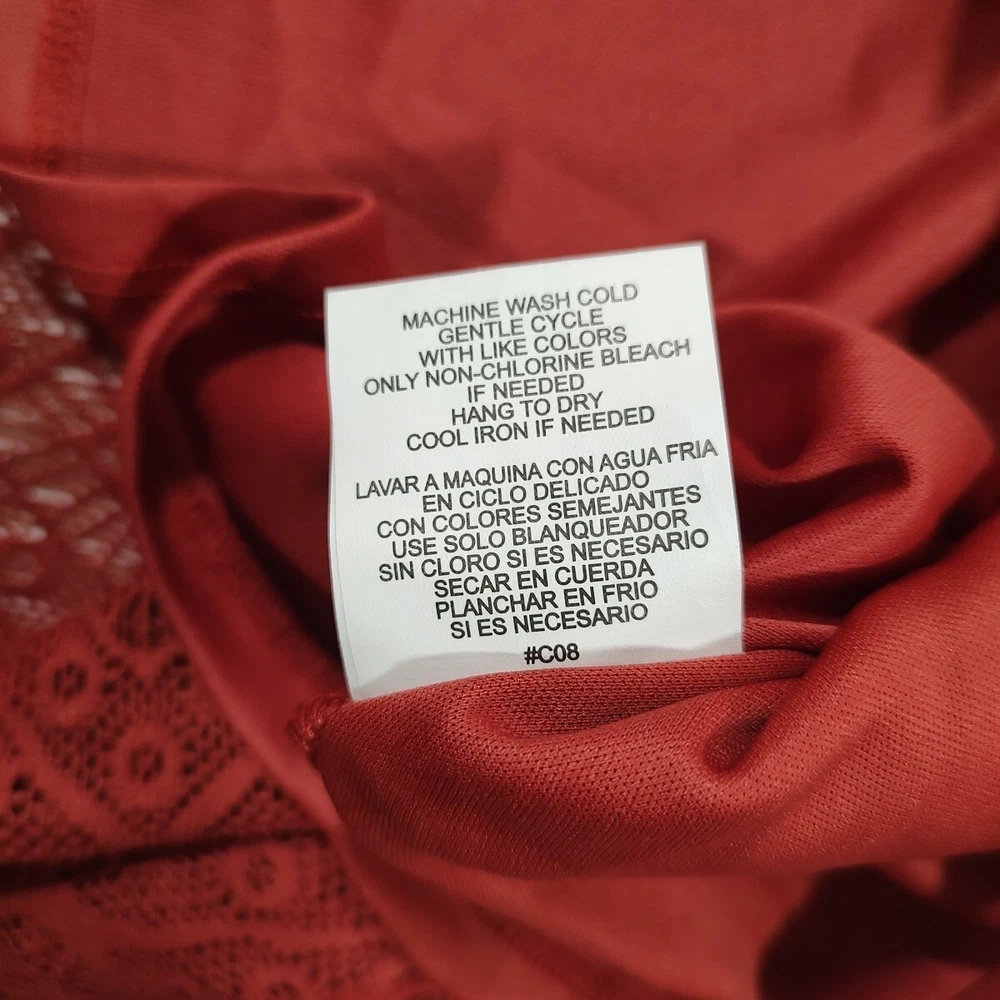 MACHINE WASH COLD
GENTLE CYCLE
WITH LIKE COLORS
ONLY NON-CHLORINE BLEACH
IF NEEDED
HANG TO DRY
COOL IRON IF NEEDED
LAVAR A MAQUINA CON AGUA FRIA
EN CICLO DELICADO
CON COLORES SEMEJANTES
USE SOLO BLANQUEADOR
SIN CLORO SI ES NECESARIO
SECAR EN CUERDA
PLANCHAR EN FRIO
SI ES NECESARIO
#C08